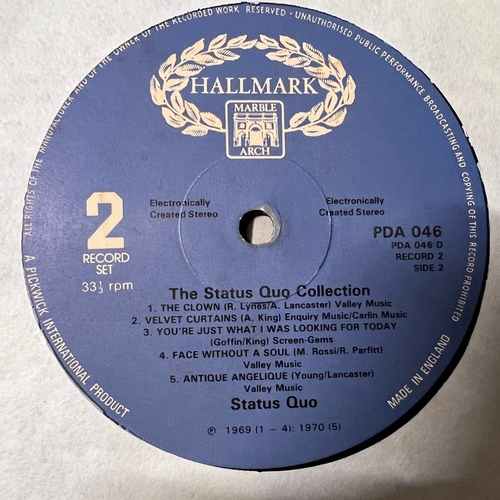 ALL RIGHTS OF THE MANUFACTURER AND OF THE OWNER OF THE RECORDED WORK RESERVED - UNAUTHORISED PUBLIC PERFORMANCE BROADCASTING AND COPYING OF THIS RECORD PROHIBITED
HALLMARK
MARBLE
ARCH
2
RECORD
SET
33⅓ rpm
Electronically
Created Stereo
Electronically
Created Stereo
PDA 046
PDA 046 D
RECORD 2
SIDE 2
The Status Quo Collection
1. THE CLOWN (R. Lynes/A. Lancaster) Valley Music
2. VELVET CURTAINS (A. King) Enquiry Music/Carlin Music
3. YOU'RE JUST WHAT I WAS LOOKING FOR TODAY
(Goffin/King) Screen-Gems
4. FACE WITHOUT A SOUL (M. Rossi/R. Parfitt)
Valley Music
5. ANTIQUE ANGELIQUE (Young/Lancaster)
Valley Music
Status Quo
℗ 1969 (1 - 4): 1970 (5)
A PICKWICK INTERNATIONAL PRODUCT
MADE IN ENGLAND